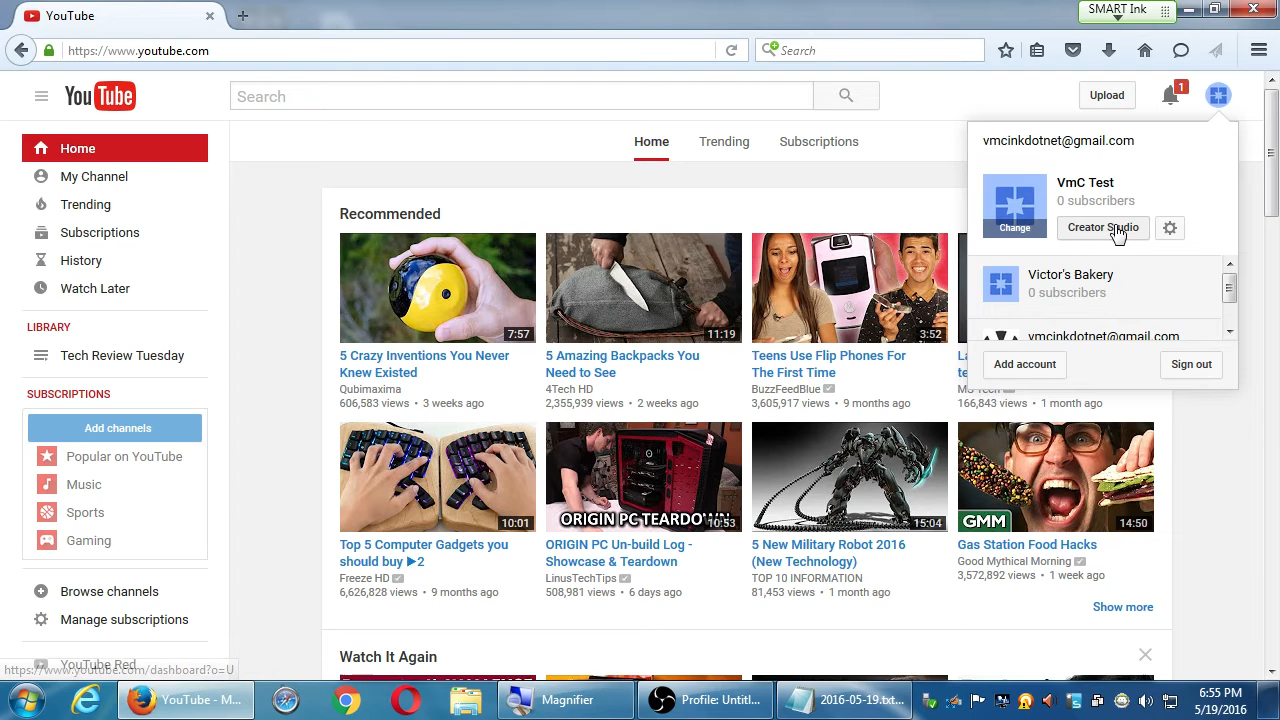 YouTube
SMART Ink
https://www.youtube.com
Search
YouTube
Search
Upload
1
Home
My Channel
Trending
Subscriptions
History
Watch Later
LIBRARY
Tech Review Tuesday
SUBSCRIPTIONS
Add channels
Popular on YouTube
Music
Sports
Gaming
Browse channels
Manage subscriptions
YouTube Red
https://www.youtube.com/dashboard?o=U
Home
Trending
Subscriptions
vmcinkdotnet@gmail.com
VmC Test
0 subscribers
Change
Creator Studio
Victor's Bakery
0 subscribers
vmcinkdotnet@gmail.com
Add account
Sign out
Recommended
7:57
5 Crazy Inventions You Never
Knew Existed
Qubimaxima
606,583 views • 3 weeks ago
11:19
5 Amazing Backpacks You
Need to See
4Tech HD
2,355,939 views • 2 weeks ago
3:52
Teens Use Flip Phones For
The First Time
BuzzFeedBlue
3,605,917 views • 9 months ago
166,843 views • 1 month ago
10:01
Top 5 Computer Gadgets you
should buy ▶2
Freeze HD
6,626,828 views • 9 months ago
ORIGIN PC TEARDOWN
10:53
ORIGIN PC Un-build Log -
Showcase & Teardown
LinusTechTips
508,981 views • 6 days ago
15:04
5 New Military Robot 2016
(New Technology)
TOP 10 INFORMATION
81,453 views • 1 month ago
GMM
14:50
Gas Station Food Hacks
Good Mythical Morning
3,572,892 views • 1 week ago
Show more
Watch It Again
YouTube - M...
Magnifier
Profile: Untitl...
2016-05-19.txt...
6:55 PM
5/19/2016